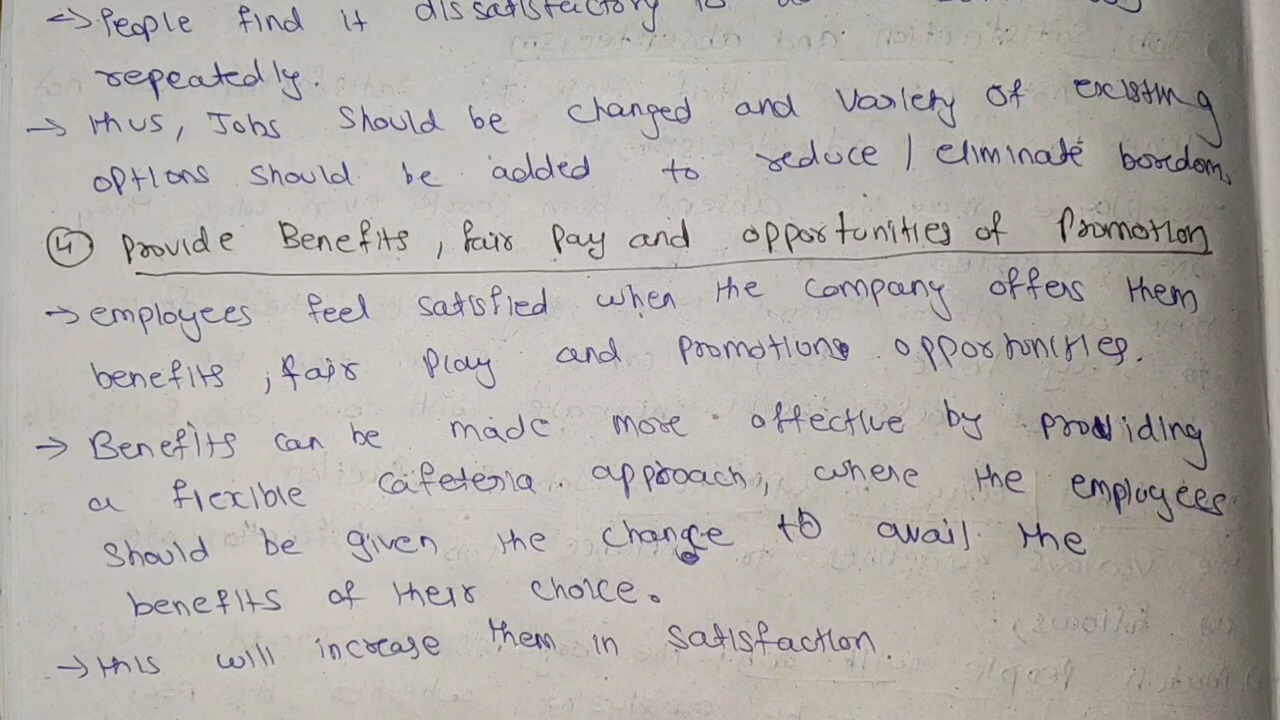 => People find it dissatisfactory
repeatedly.
→ thus, Jobs should be changed and variety of existing
options should be added to reduce / eliminate boredom.
④ Provide Benefits, fair pay and opportunities of Promotion
→ employees feel satisfied when the company offers them
benefits, fair play and promotions opportunities.
→ Benefits can be made more effective by providing
a flexible cafeteria approach, where the employees
should be given the change to avail the
benefits of their choice.
→ this will increase them in satisfaction.